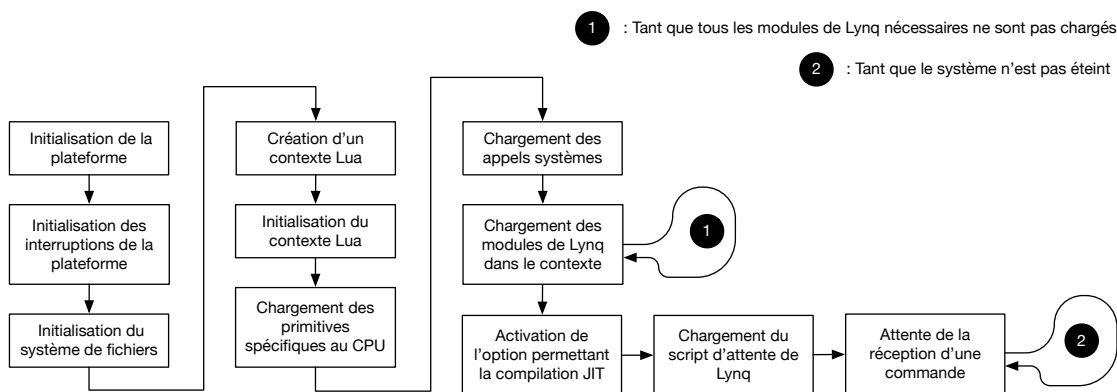 1 : Tant que tous les modules de Lynq nécessaires ne sont pas chargés
2 : Tant que le système n'est pas éteint
Initialisation de la
plateforme
Initialisation des
interruptions de la
plateforme
Initialisation du
système de fichiers
Création d'un
contexte Lua
Initialisation du
contexte Lua
Chargement des
primitives
spécifiques au CPU
Chargement des
appels systèmes
Chargement des
modules de Lynq
dans le contexte
1
Activation de
l'option permettant
la compilation JIT
Chargement du
script d'attente de
Lynq
Attente de la
réception d'une
commande
2